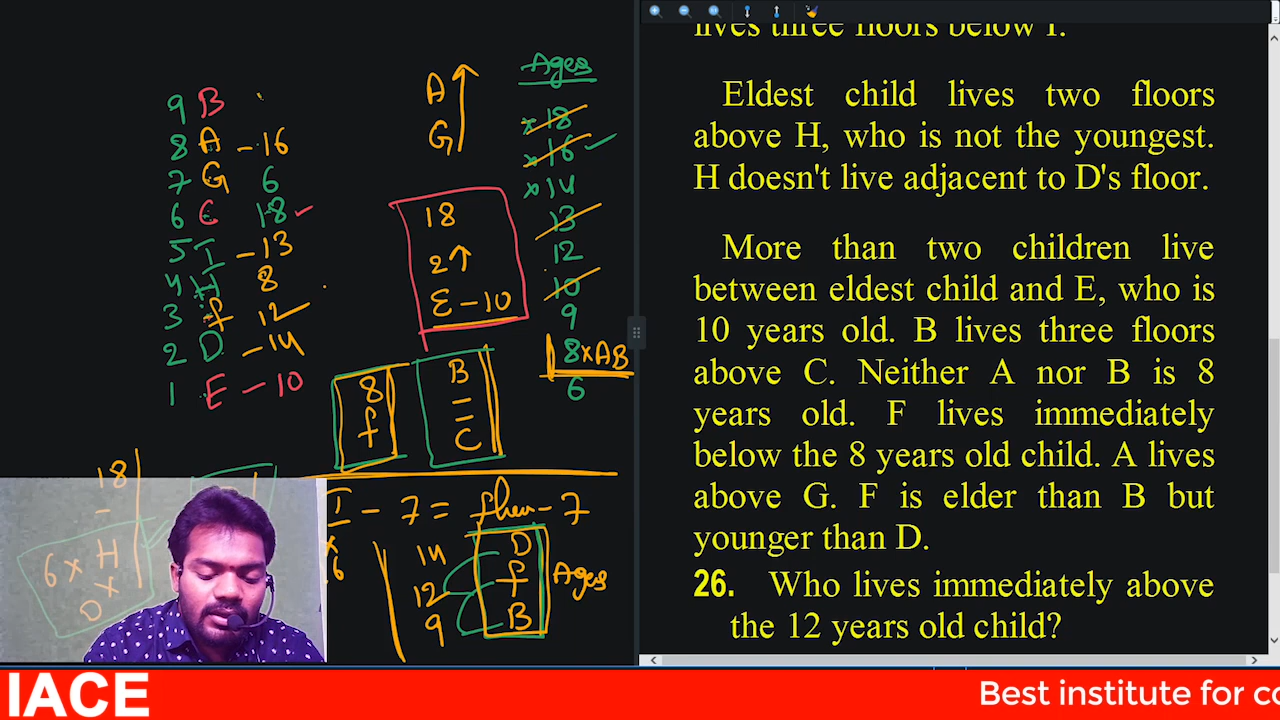 lives three floors below I.
Eldest child lives two floors
above H, who is not the youngest.
H doesn't live adjacent to D's floor.
More than two children live
between eldest child and E, who is
10 years old. B lives three floors
above C. Neither A nor B is 8
years old. F lives immediately
below the 8 years old child. A lives
above G. F is elder than B but
younger than D.
26. Who lives immediately above
the 12 years old child?
9 B
8 A - 16
7 G 6
6 C 18
5 I - 13
4 H 8
3 f 12
2 D - 14
1 E - 10
A
G
18
2↑
E - 10
Ages
x 18
x 16
x 14
13
12
10
9
8 x AB
6
8
f
B
C
I - 7 = - 7
14 D
12 f
9 B
Ages
18
-
6 x H
D x
IACE
Best institute for co